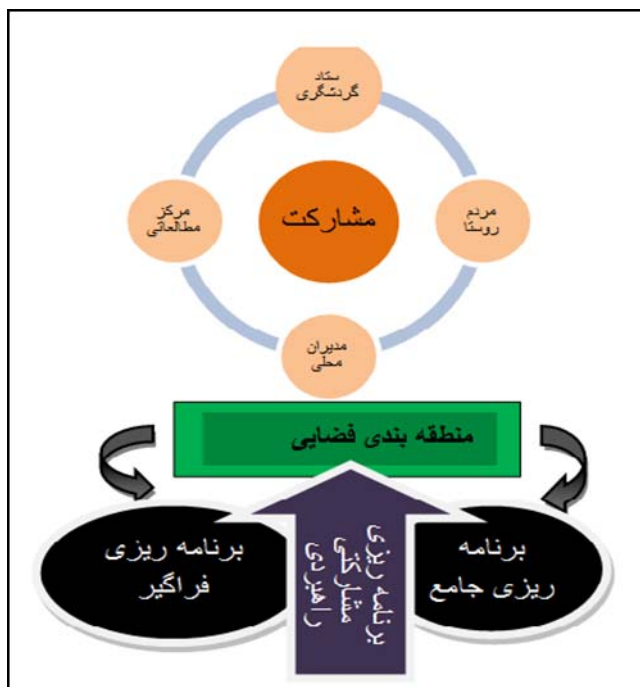 ستاد
گردشگری
مشارکت
مردم
روستا
مرکز
مطالعاتی
مدیران
محلی
منطقه بندی فضایی
برنامه
ریزی جامع
برنامه ریزی
مشارکتی
راهبردی
برنامه ریزی
فراگیر